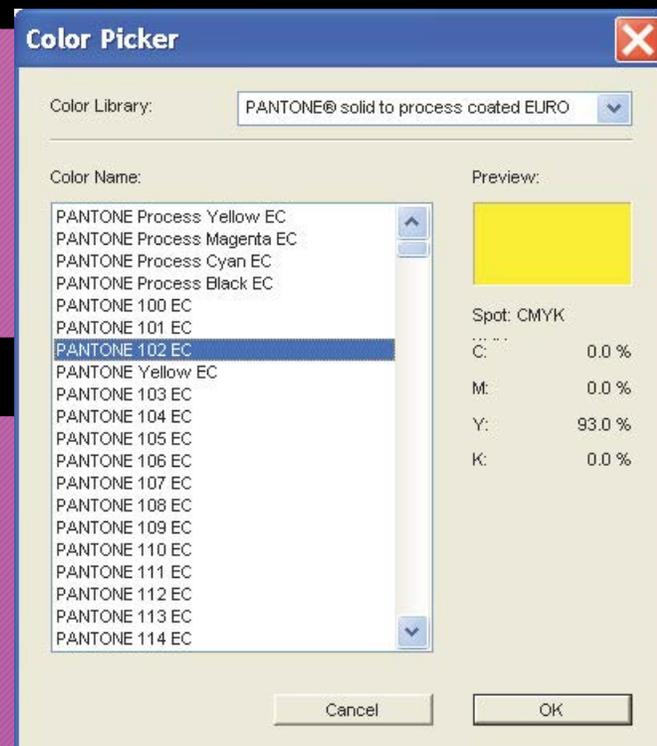 Color Picker
Color Library: PANTONE® solid to process coated EURO
Color Name:
PANTONE Process Yellow EC
PANTONE Process Magenta EC
PANTONE Process Cyan EC
PANTONE Process Black EC
PANTONE 100 EC
PANTONE 101 EC
PANTONE 102 EC
PANTONE Yellow EC
PANTONE 103 EC
PANTONE 104 EC
PANTONE 105 EC
PANTONE 106 EC
PANTONE 107 EC
PANTONE 108 EC
PANTONE 109 EC
PANTONE 110 EC
PANTONE 111 EC
PANTONE 112 EC
PANTONE 113 EC
PANTONE 114 EC
Preview:
Spot: CMYK
C: 0.0 %
M: 0.0 %
Y: 93.0 %
K: 0.0 %
Cancel
OK